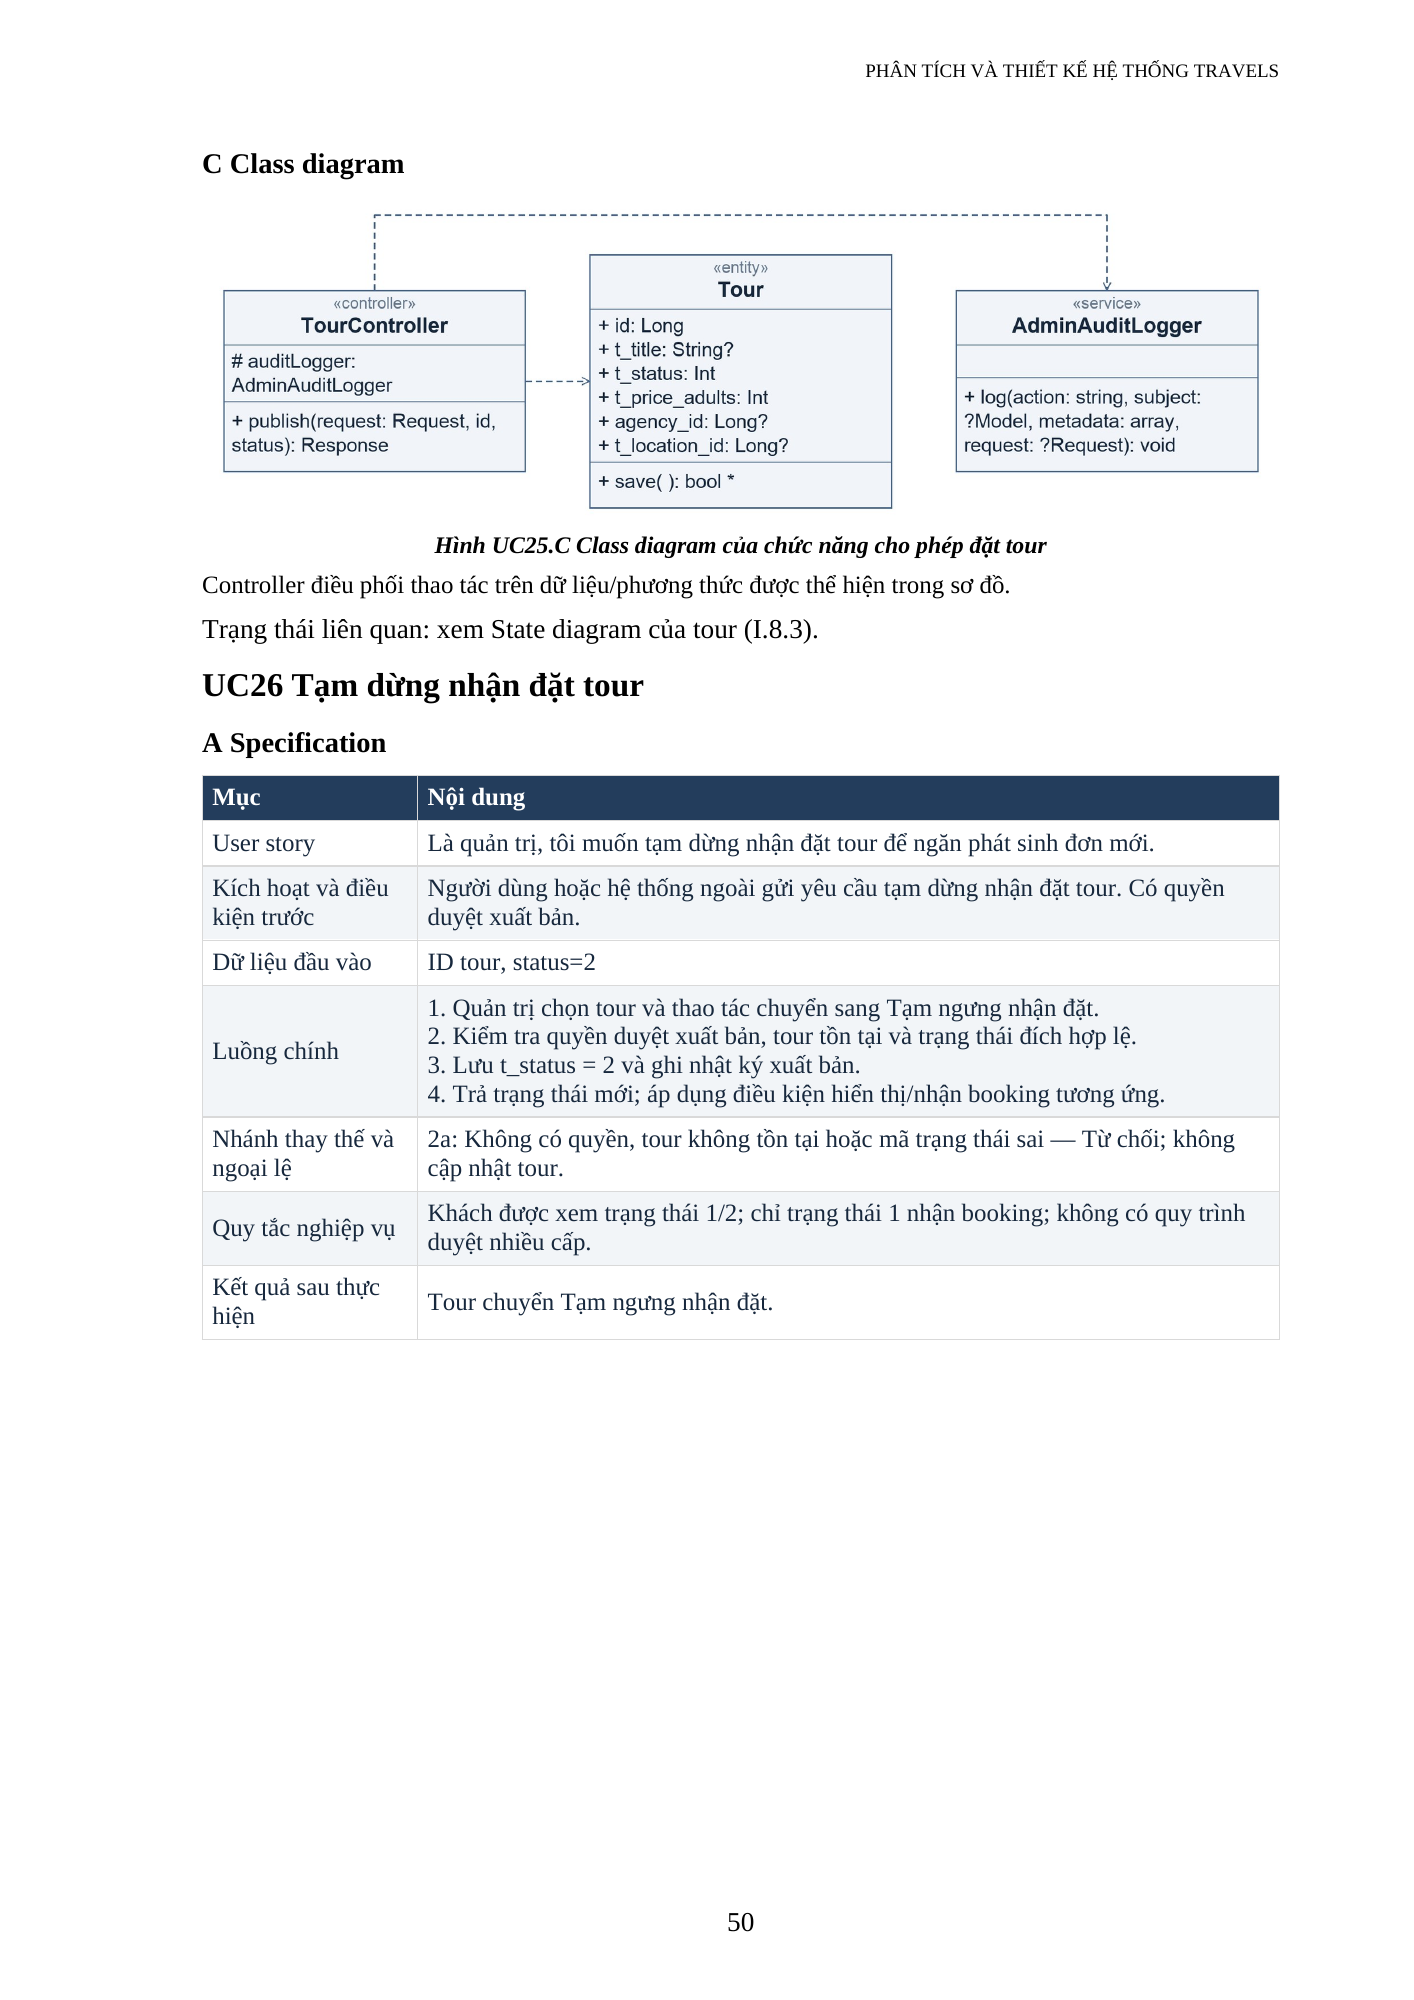 PHÂN TÍCH VÀ THIẾT KẾ HỆ THỐNG TRAVELS
C Class diagram
«controller»
TourController
# auditLogger:
AdminAuditLogger
+ publish(request: Request, id,
status): Response
«entity»
Tour
+ id: Long
+ t_title: String?
+ t_status: Int
+ t_price_adults: Int
+ agency_id: Long?
+ t_location_id: Long?
+ save( ): bool *
«service»
AdminAuditLogger
+ log(action: string, subject:
?Model, metadata: array,
request: ?Request): void
Hình UC25.C Class diagram của chức năng cho phép đặt tour
Controller điều phối thao tác trên dữ liệu/phương thức được thể hiện trong sơ đồ.
Trạng thái liên quan: xem State diagram của tour (I.8.3).
UC26 Tạm dừng nhận đặt tour
A Specification
Mục
Nội dung
User story
Là quản trị, tôi muốn tạm dừng nhận đặt tour để ngăn phát sinh đơn mới.
Kích hoạt và điều
kiện trước
Người dùng hoặc hệ thống ngoài gửi yêu cầu tạm dừng nhận đặt tour. Có quyền
duyệt xuất bản.
Dữ liệu đầu vào
ID tour, status=2
Luồng chính
1. Quản trị chọn tour và thao tác chuyển sang Tạm ngưng nhận đặt.
2. Kiểm tra quyền duyệt xuất bản, tour tồn tại và trạng thái đích hợp lệ.
3. Lưu t_status = 2 và ghi nhật ký xuất bản.
4. Trả trạng thái mới; áp dụng điều kiện hiển thị/nhận booking tương ứng.
Nhánh thay thế và
ngoại lệ
2a: Không có quyền, tour không tồn tại hoặc mã trạng thái sai — Từ chối; không
cập nhật tour.
Quy tắc nghiệp vụ
Khách được xem trạng thái 1/2; chỉ trạng thái 1 nhận booking; không có quy trình
duyệt nhiều cấp.
Kết quả sau thực
hiện
Tour chuyển Tạm ngưng nhận đặt.
50